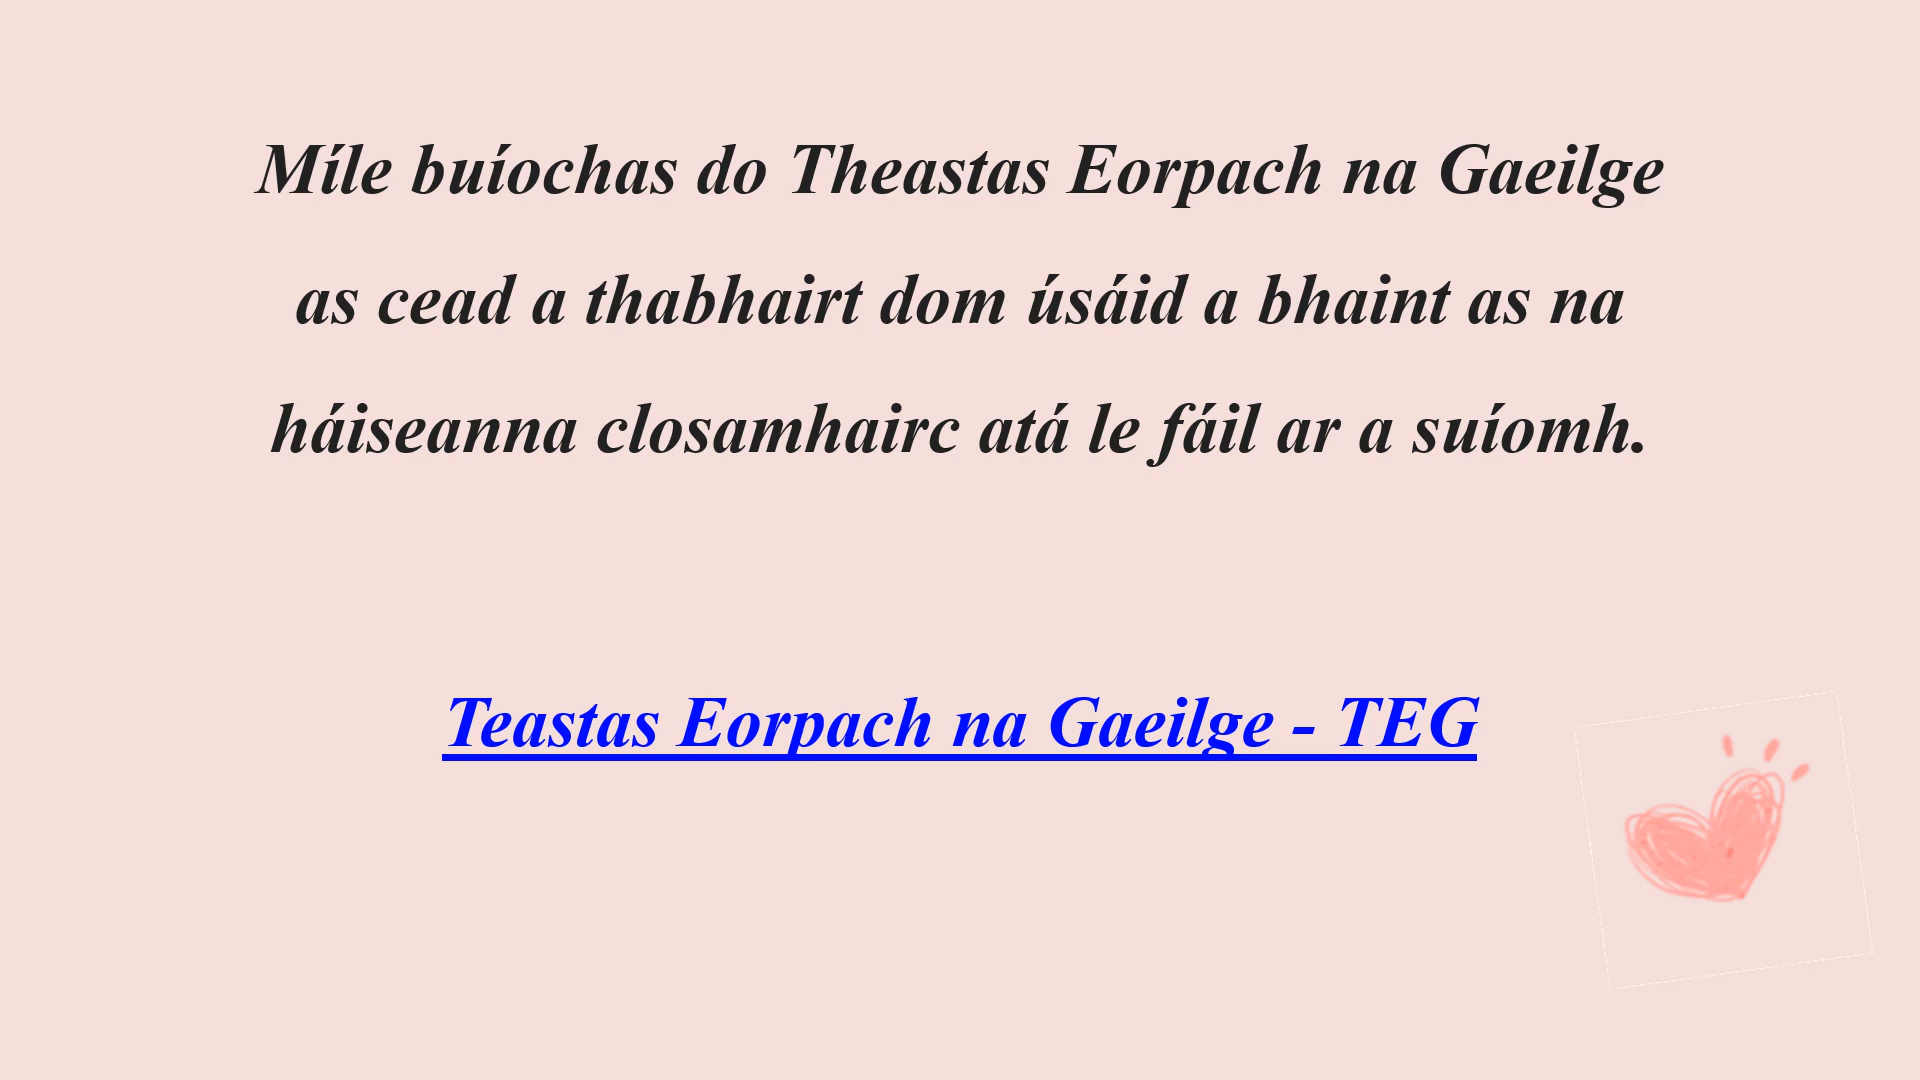 Míle buíochas do Theastas Eorpach na Gaeilge
as cead a thabhairt dom úsáid a bhaint as na
háiseanna closamhairc atá le fáil ar a suíomh.
Teastas Eorpach na Gaeilge - TEG